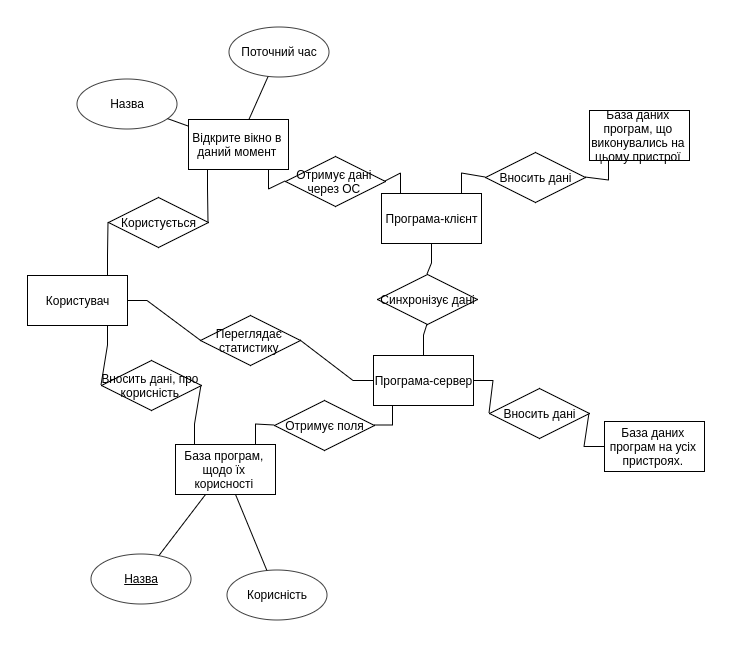 Поточний час
Назва
Відкрите вікно в
даний момент
База даних
програм, що
виконувались на
цьому пристрої
Отримує дані
через ОС
Вносить дані
Користується
Програма-клієнт
Користувач
Синхронізує дані
Переглядає
статистику
Вносить дані, про
корисність
Програма-сервер
Отримує поля
Вносить дані
База даних
програм на усіх
пристроях.
База програм,
щодо їх
корисності
Назва
Корисність